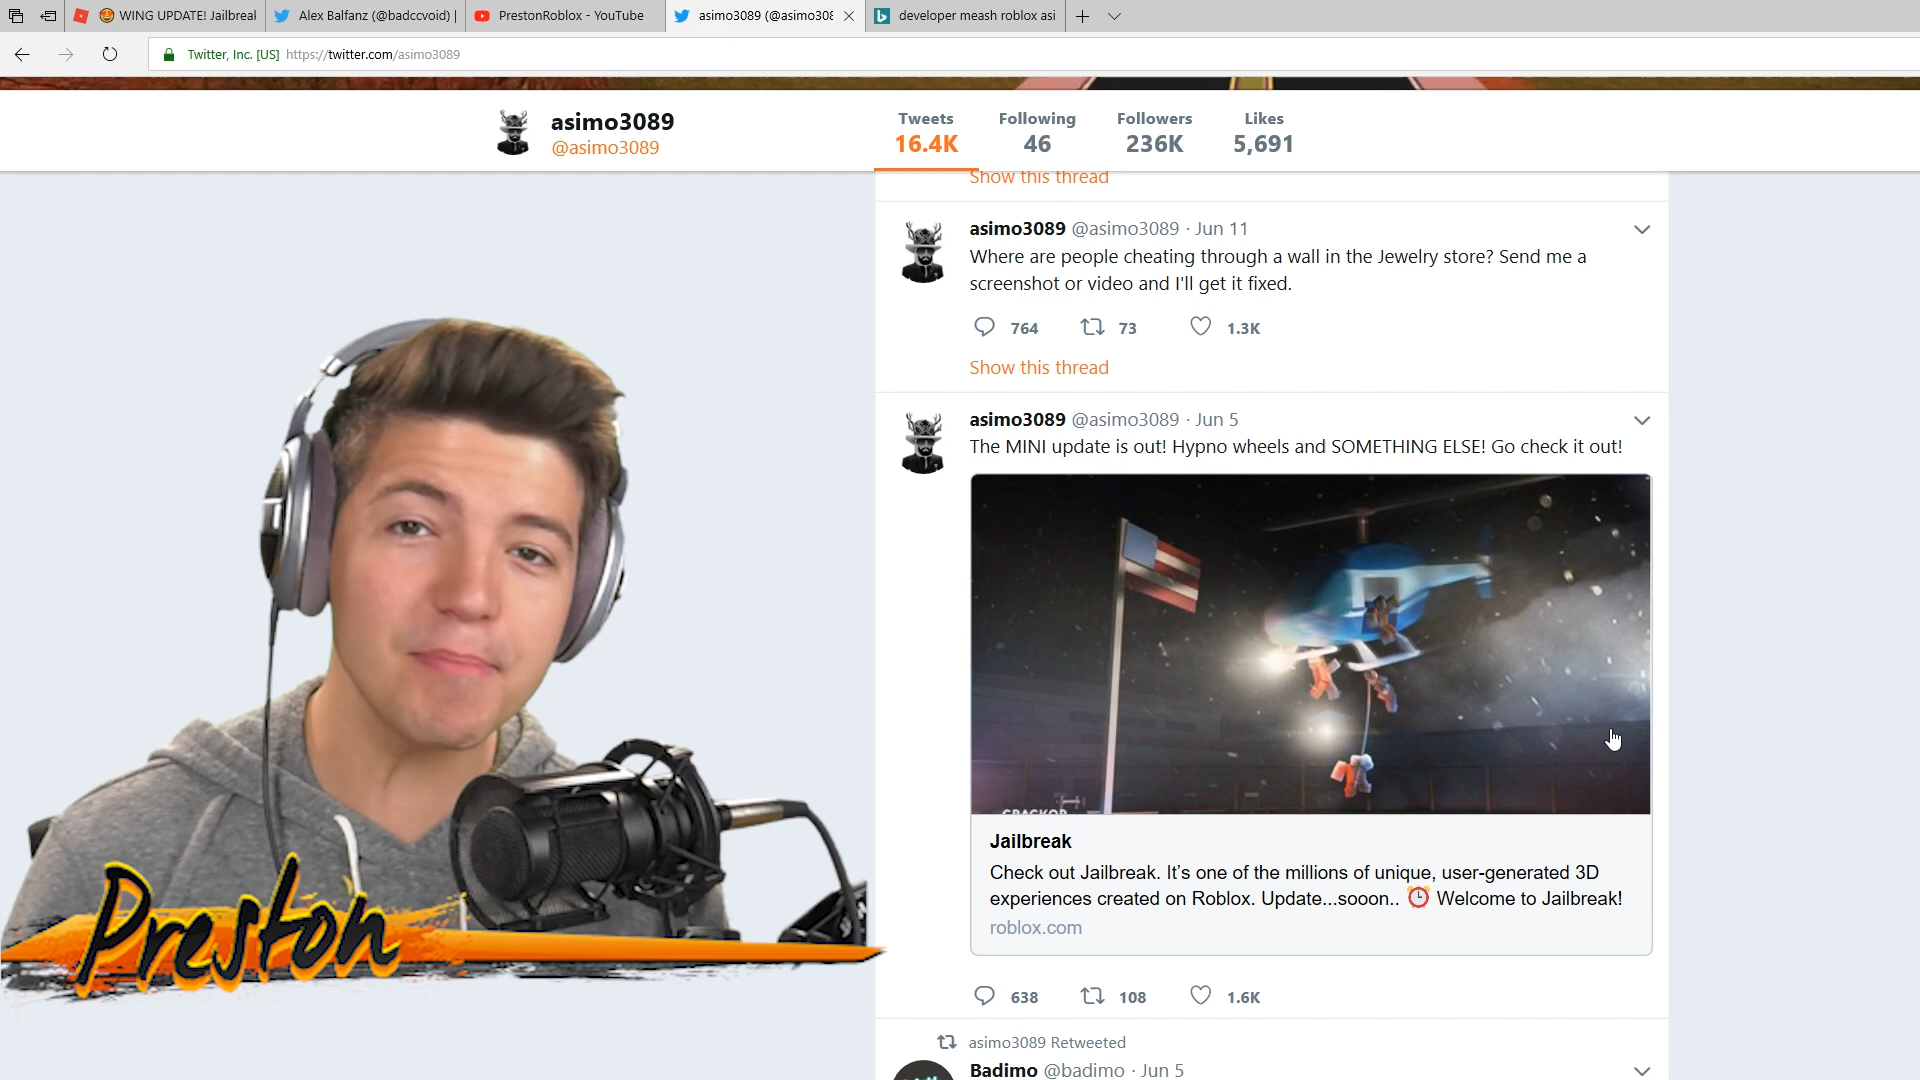 WING UPDATE! Jailbreak
Alex Balfanz (@badccvoid) |
PrestonRoblox - YouTube
asimo3089 (@asimo308
developer meash roblox asi
Twitter, Inc. [US] https://twitter.com/asimo3089
asimo3089
@asimo3089
Tweets Following Followers Likes
16.4K 46 236K 5,691
Show this thread
asimo3089 @asimo3089 · Jun 11
Where are people cheating through a wall in the Jewelry store? Send me a
screenshot or video and I'll get it fixed.
764 73 1.3K
Show this thread
asimo3089 @asimo3089 · Jun 5
The MINI update is out! Hypno wheels and SOMETHING ELSE! Go check it out!
Jailbreak
Check out Jailbreak. It's one of the millions of unique, user-generated 3D
experiences created on Roblox. Update...sooon.. ⏰ Welcome to Jailbreak!
roblox.com
638 108 1.6K
asimo3089 Retweeted
Badimo @badimo · Jun 5
Preston